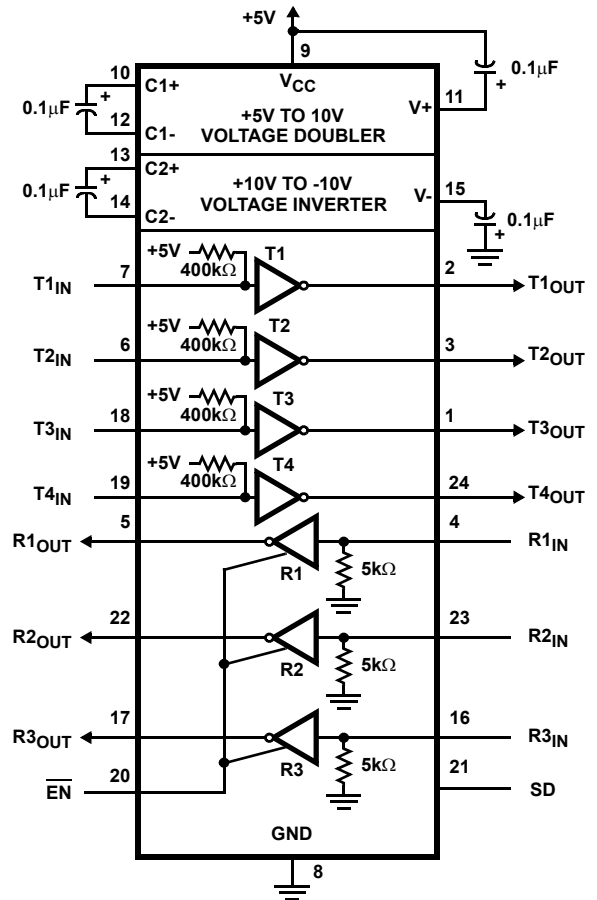 +5V
9
10
C1+
VCC
0.1μF
+
0.1μF
+
V+
11
+5V TO 10V
VOLTAGE DOUBLER
12
C1-
13
C2+
+10V TO -10V
VOLTAGE INVERTER
V-
15
0.1μF
+
14
C2-
0.1μF
+
+5V
400kΩ
T1
T1IN
7
2
T1OUT
+5V
400kΩ
T2
T2IN
6
3
T2OUT
+5V
400kΩ
T3
T3IN
18
1
T3OUT
+5V
400kΩ
T4
T4IN
19
24
T4OUT
R1OUT
5
4
R1IN
R1
5kΩ
R2OUT
22
23
R2IN
R2
5kΩ
R3OUT
17
16
R3IN
R3
5kΩ
EN
20
21
SD
GND
8